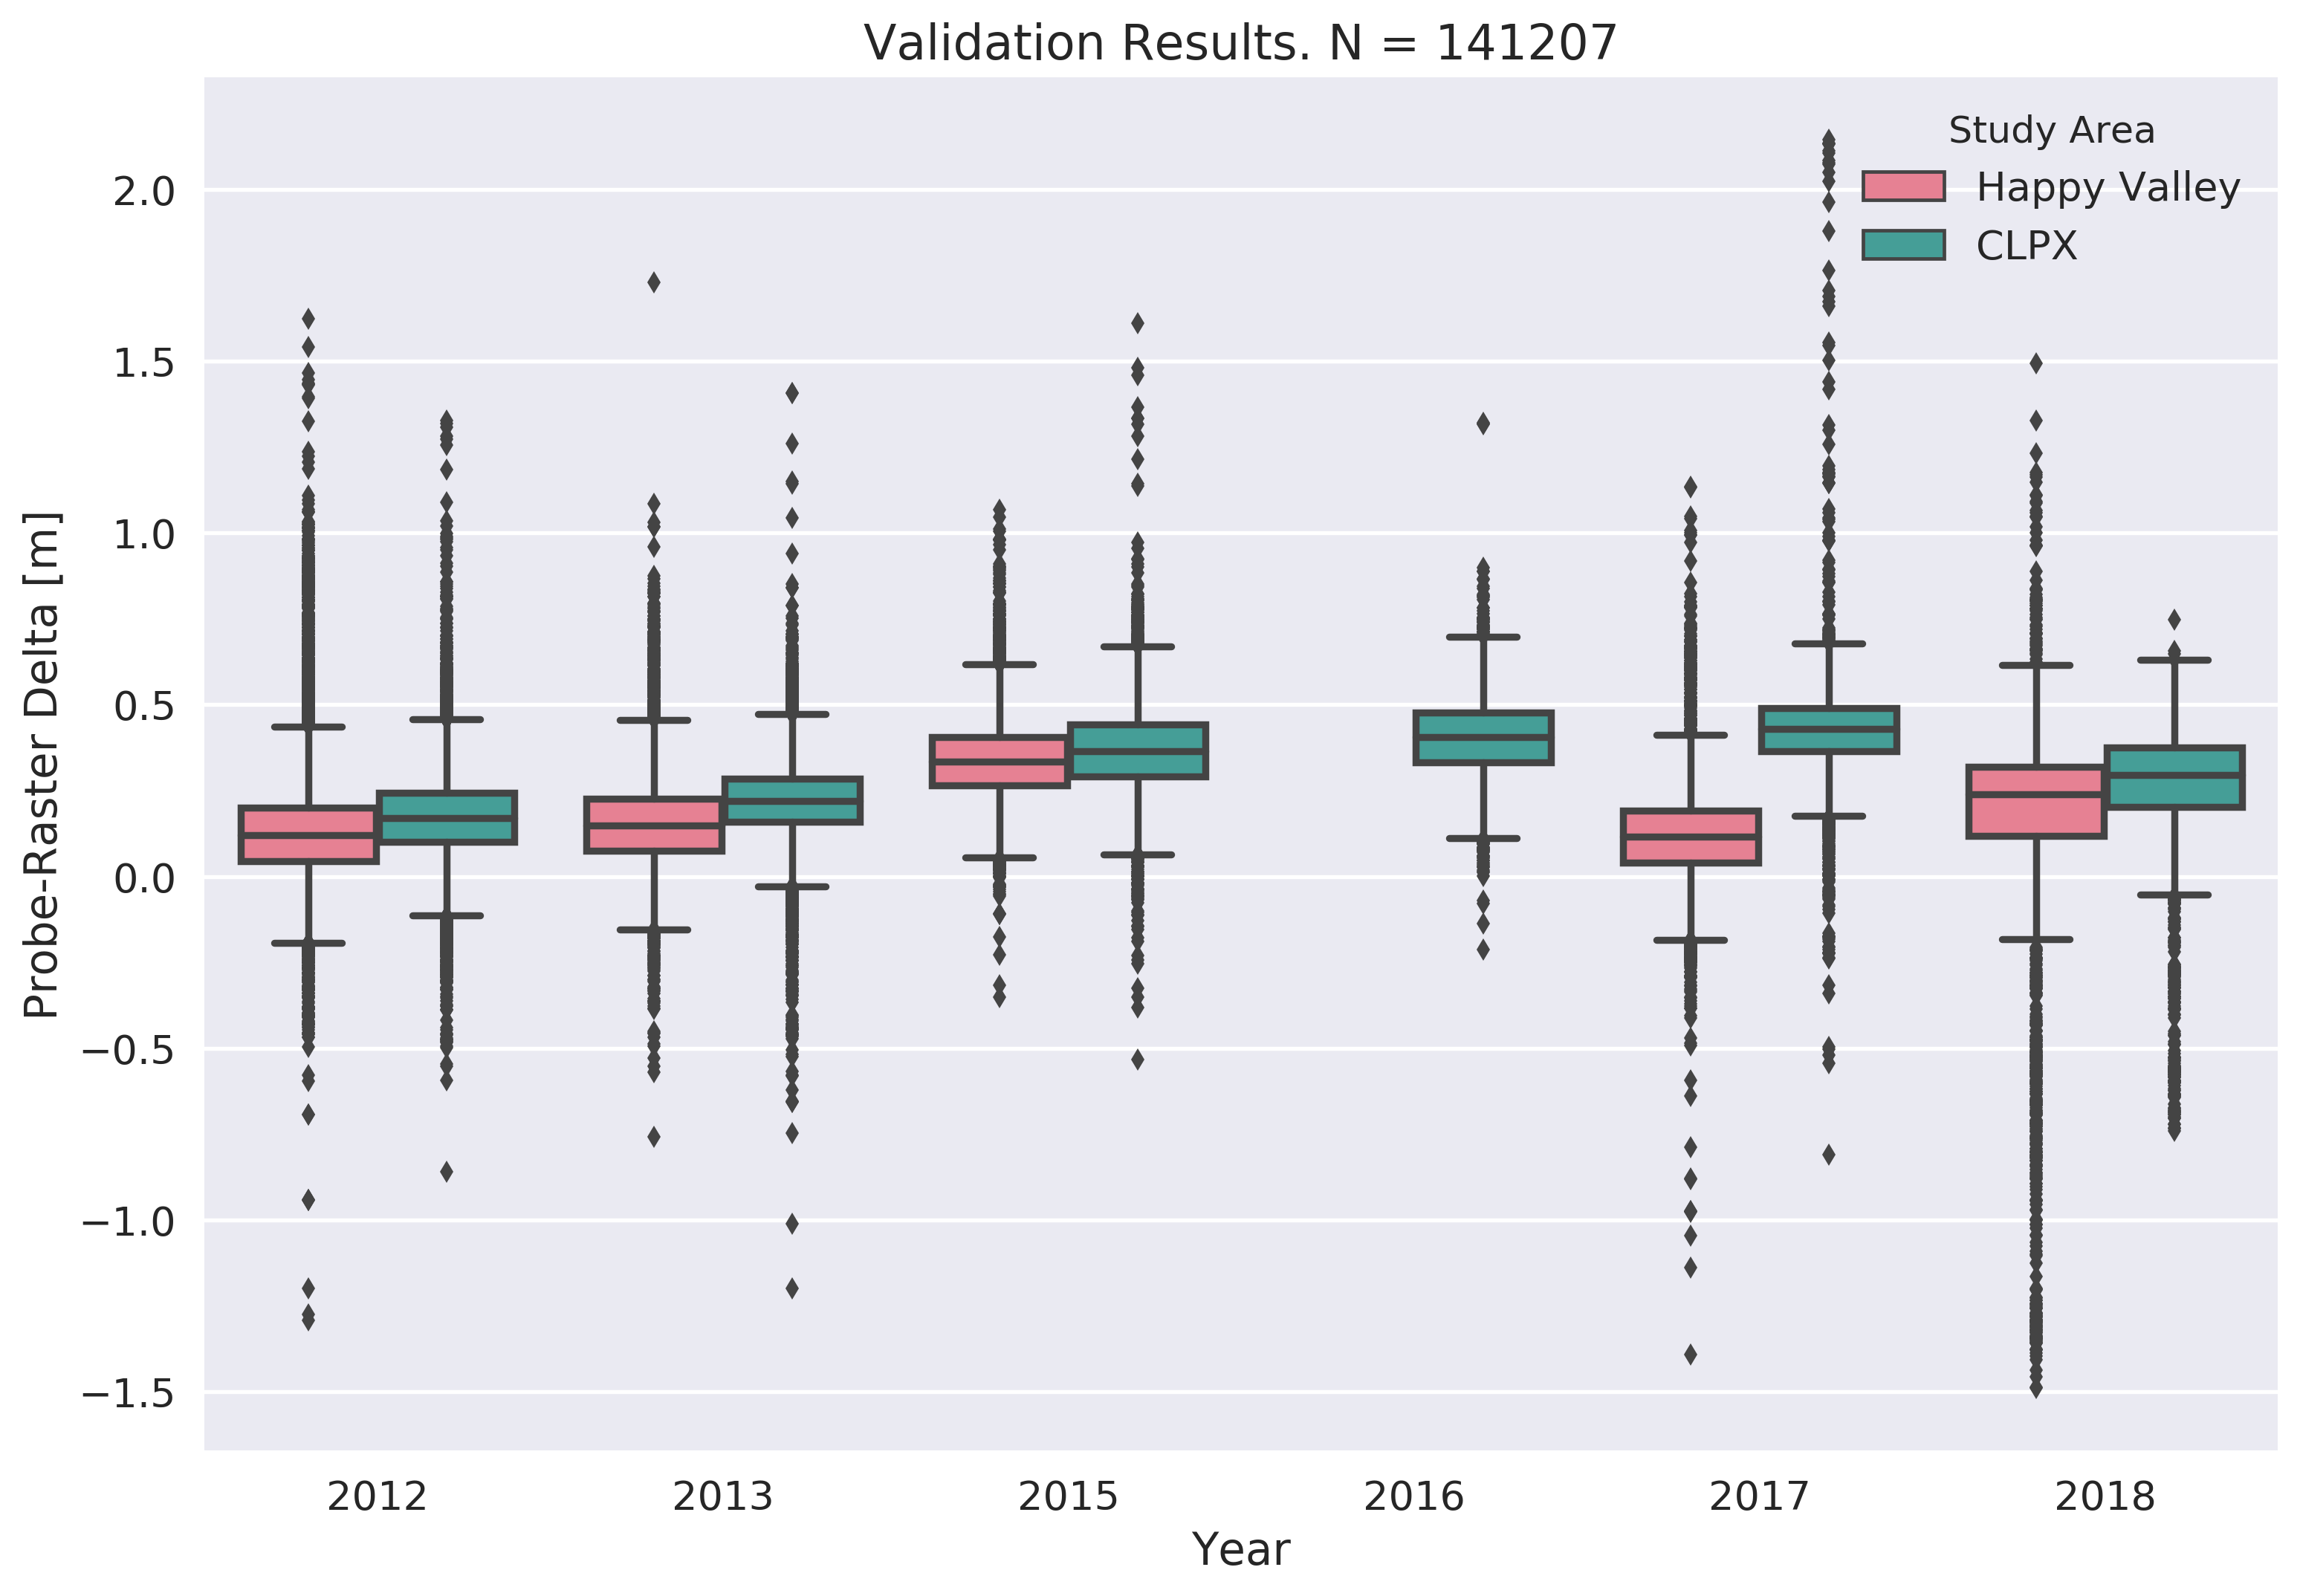 Validation Results. N = 141207
Study Area
Happy Valley
CLPX
Probe-Raster Delta [m]
2.0
1.5
1.0
0.5
0.0
−0.5
−1.0
−1.5
2012 2013 2015 2016 2017 2018
Year